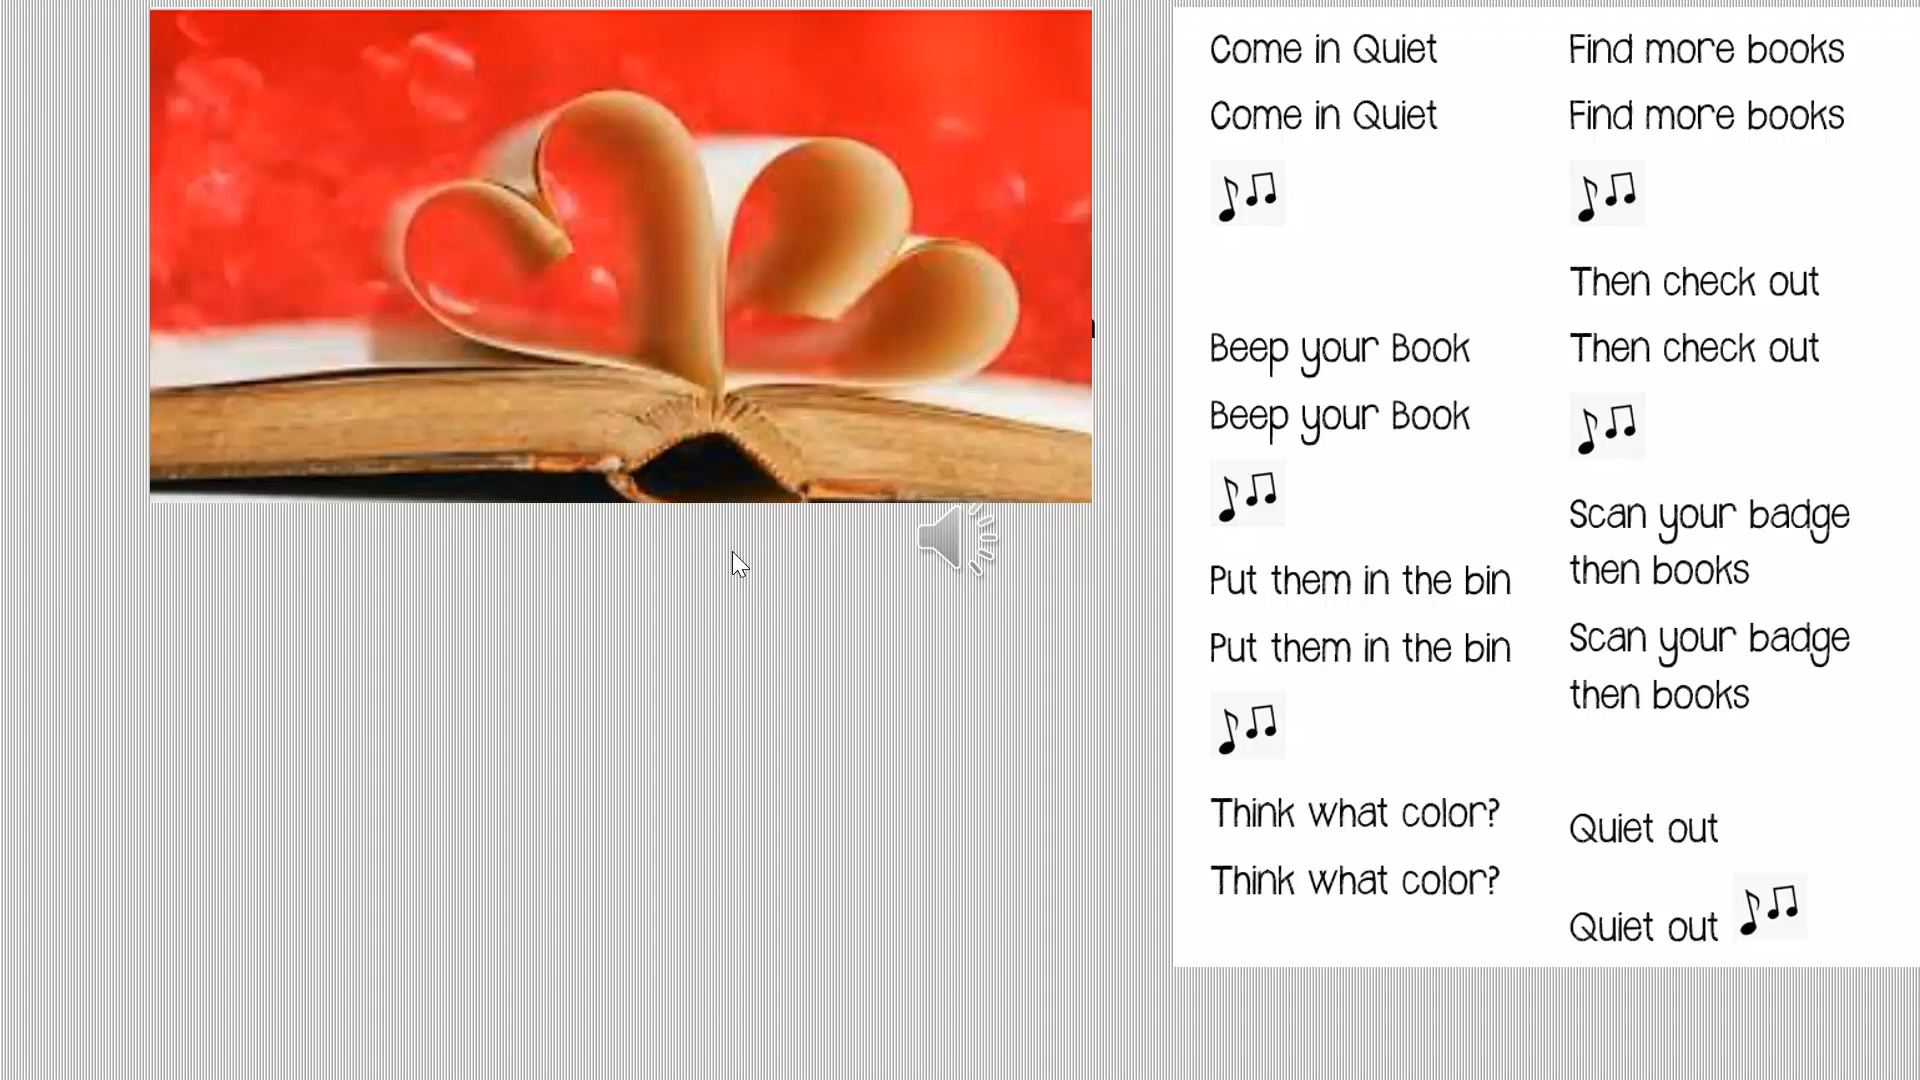 Come in Quiet
Come in Quiet
Beep your Book
Beep your Book
Put them in the bin
Put them in the bin
Think what color?
Think what color?
Find more books
Find more books
Then check out
Then check out
Scan your badge
then books
Scan your badge
then books
Quiet out
Quiet out